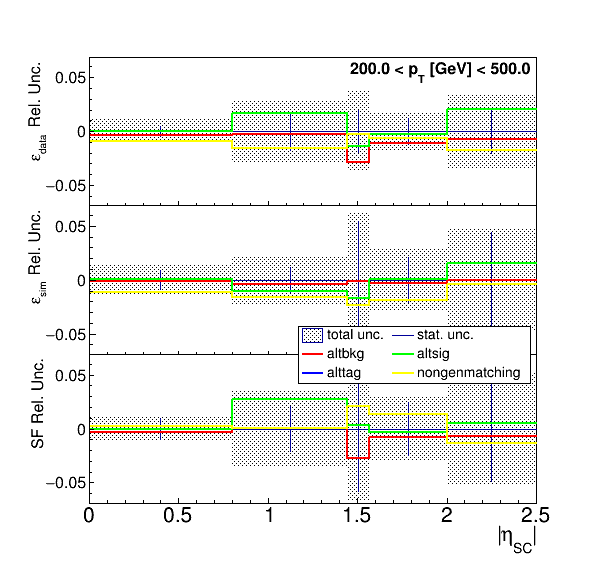 200.0 < p_T [GeV] < 500.0
ε_data Rel. Unc.
0.05
0
−0.05
ε_sim Rel. Unc.
0.05
0
−0.05
total unc. stat. unc.
altbkg altsig
alttag nongenmatching
SF Rel. Unc.
0.05
0
−0.05
0 0.5 1 1.5 2 2.5
|η_SC|